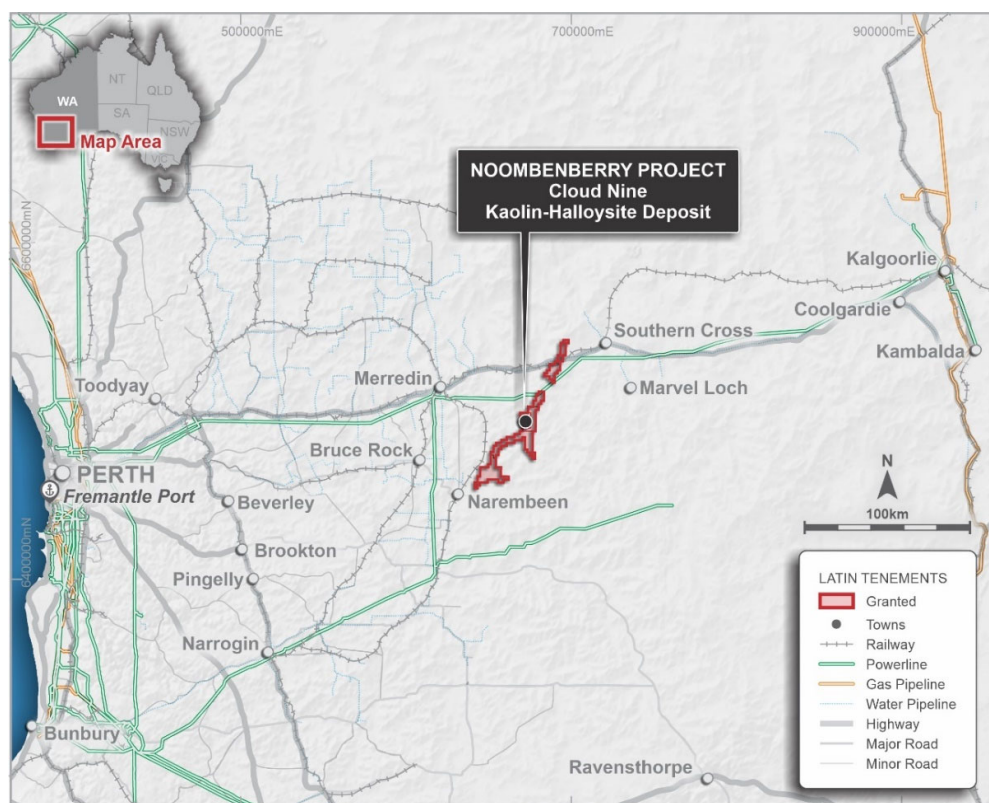 500000mE
700000mE
900000mE
NT
QLD
WA
SA
NSW
VIC
Map Area
6600000mN
NOOMBENBERRY PROJECT
Cloud Nine
Kaolin-Halloysite Deposit
Kalgoorlie
Coolgardie
Southern Cross
Kambalda
Merredin
Marvel Loch
Toodyay
Bruce Rock
PERTH
Fremantle Port
Beverley
Narembeen
N
100km
Brookton
6400000mN
Pingelly
Narrogin
Bunbury
Ravensthorpe
LATIN TENEMENTS
Granted
Towns
Railway
Powerline
Gas Pipeline
Water Pipeline
Highway
Major Road
Minor Road